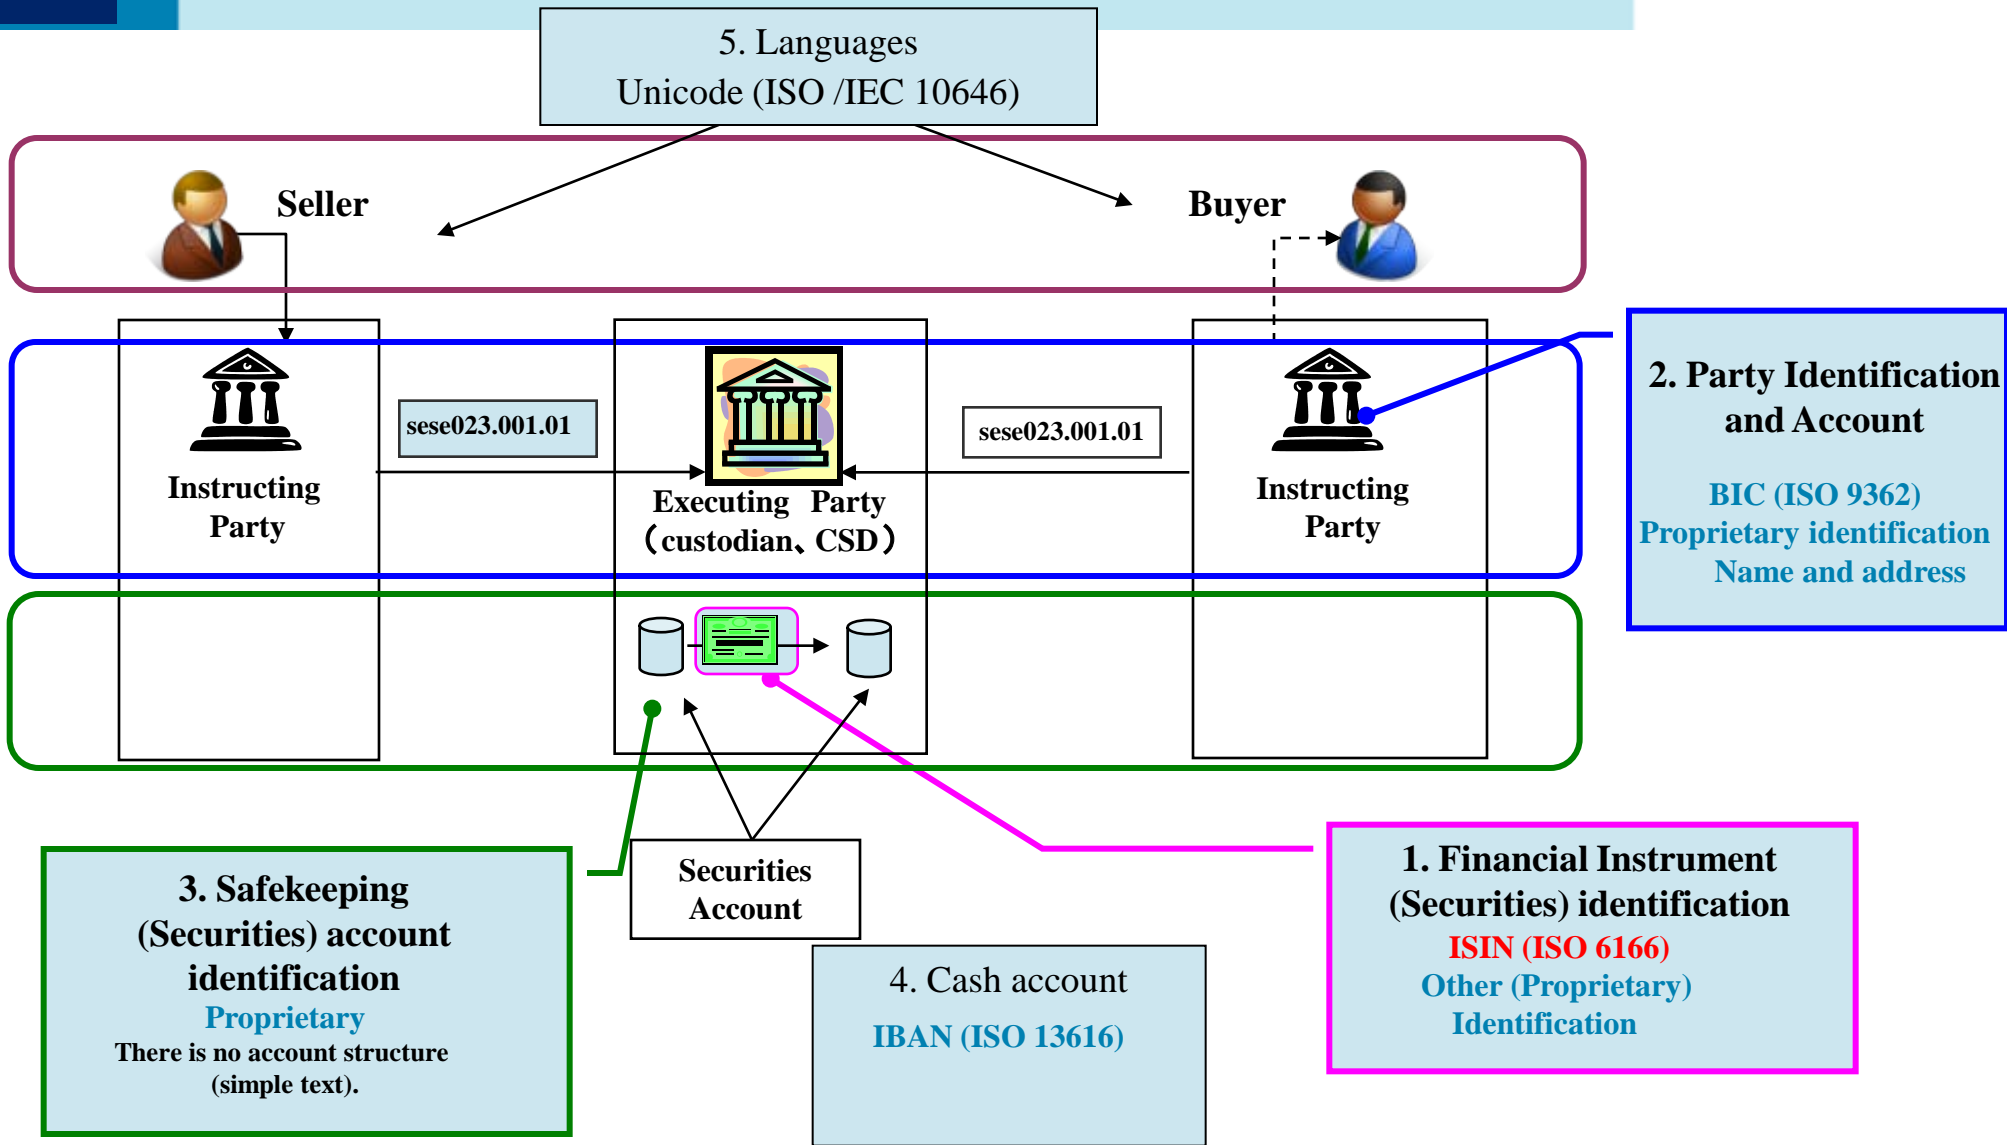 5. Languages
Unicode (ISO /IEC 10646)
Seller
Buyer
sese023.001.01
sese023.001.01
Instructing
Party
Executing Party
（custodian、CSD）
Instructing
Party
2. Party Identification
and Account
BIC (ISO 9362)
Proprietary identification
Name and address
Securities
Account
3. Safekeeping
(Securities) account
identification
Proprietary
There is no account structure
(simple text).
4. Cash account
IBAN (ISO 13616)
1. Financial Instrument
(Securities) identification
ISIN (ISO 6166)
Other (Proprietary)
Identification